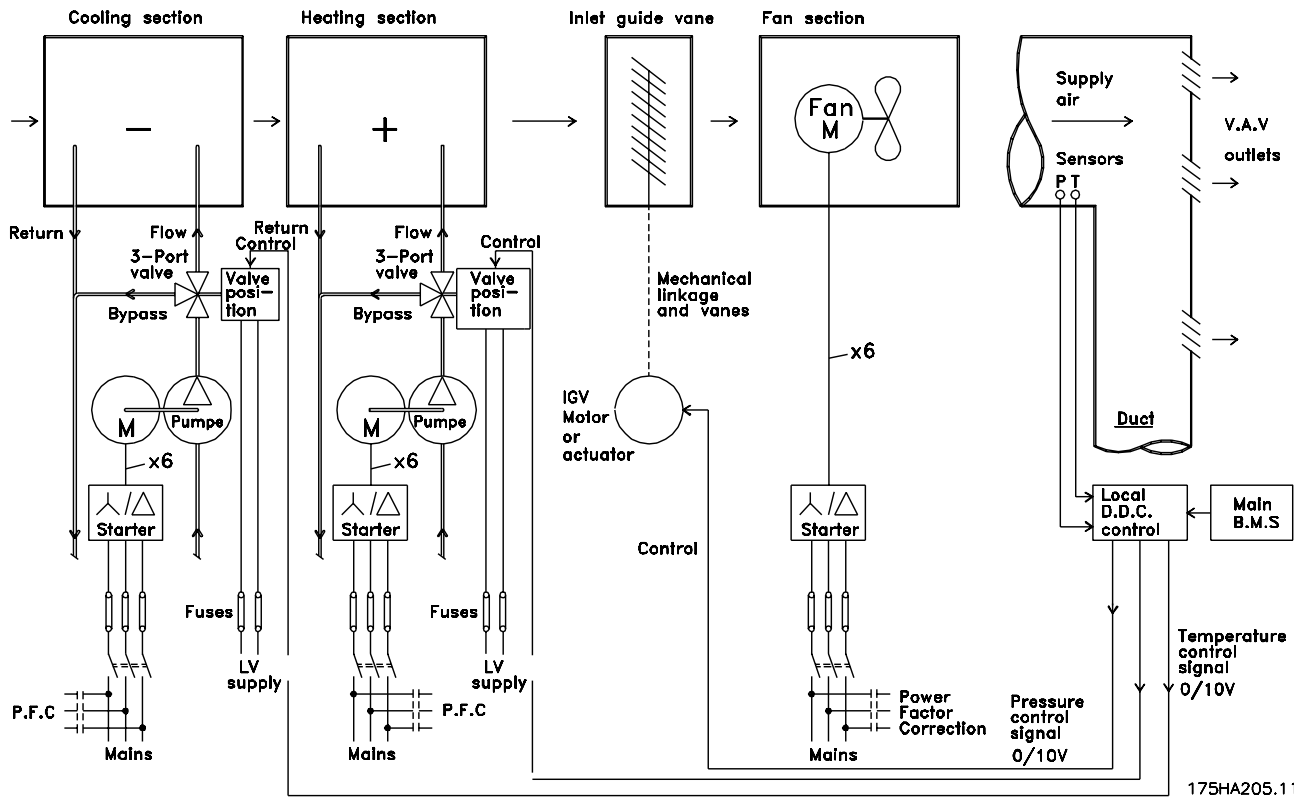 Cooling section
Heating section
Inlet guide vane
Fan section
−
+
Fan
M
Supply
air
Sensors
P T
V.A.V
outlets
Return
Flow
3-Port
valve
Bypass
Return
Control
Valve
posi-
tion
Flow
3-Port
valve
Bypass
Control
Valve
posi-
tion
Mechanical
linkage
and vanes
x6
M
Pumpe
x6
Starter
M
Pumpe
x6
Starter
IGV
Motor
or
actuator
Control
Starter
Duct
Local
D.D.C.
control
Main
B.M.S
Fuses
LV
supply
P.F.C
Mains
Fuses
LV
supply
P.F.C
Mains
Power
Factor
Correction
Mains
Pressure
control
signal
0/10V
Temperature
control
signal
0/10V
175HA205.11